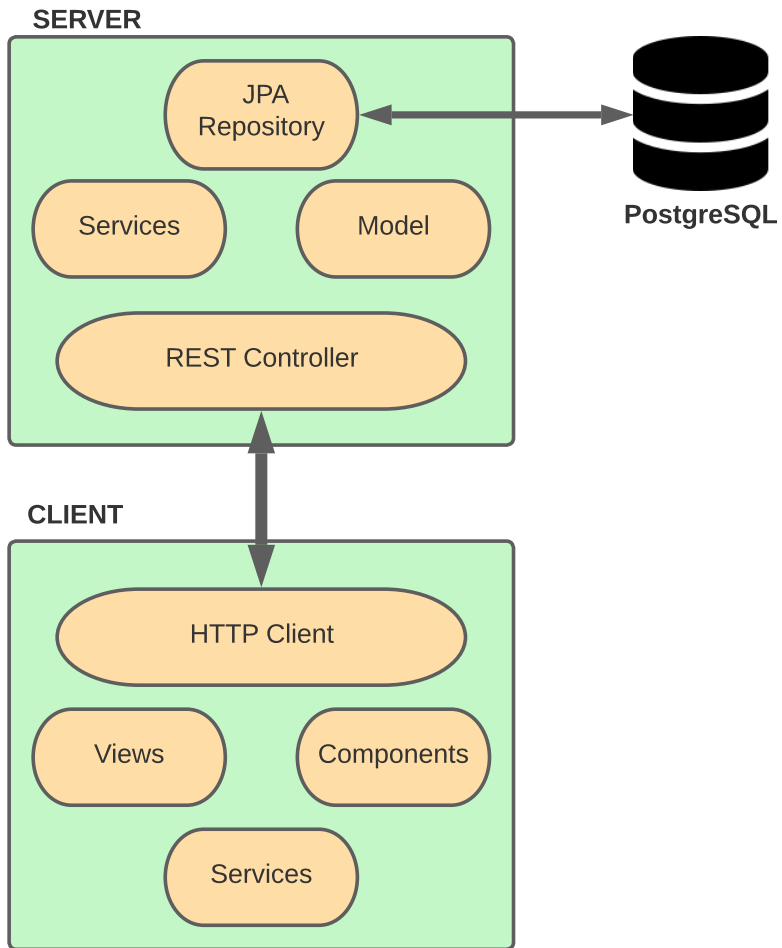 SERVER
JPA
Repository
Services
Model
PostgreSQL
REST Controller
CLIENT
HTTP Client
Views
Components
Services